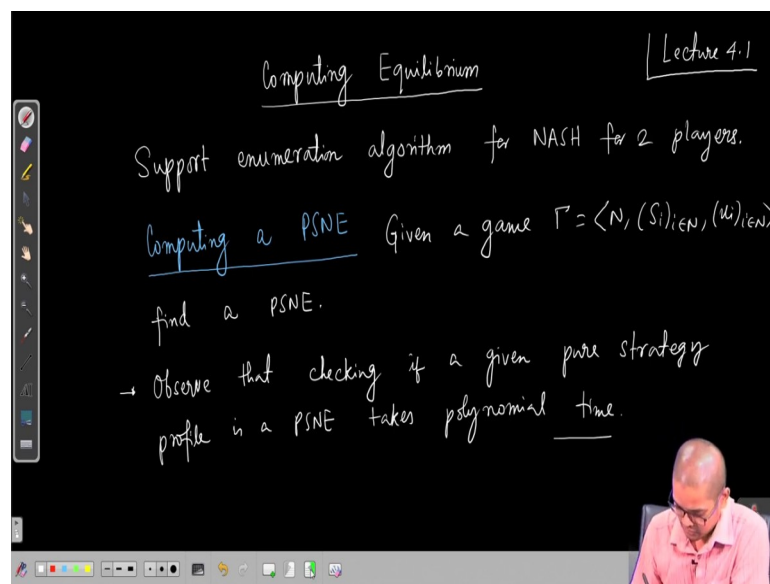 Lecture 4.1
Computing Equilibrium
Support enumeration algorithm for NASH for 2 players.
Computing a PSNE Given a game Γ = <N, (Si)i∈N, (ui)i∈N>
find a PSNE.
→ Observe that checking if a given pure strategy
profile is a PSNE takes polynomial time.